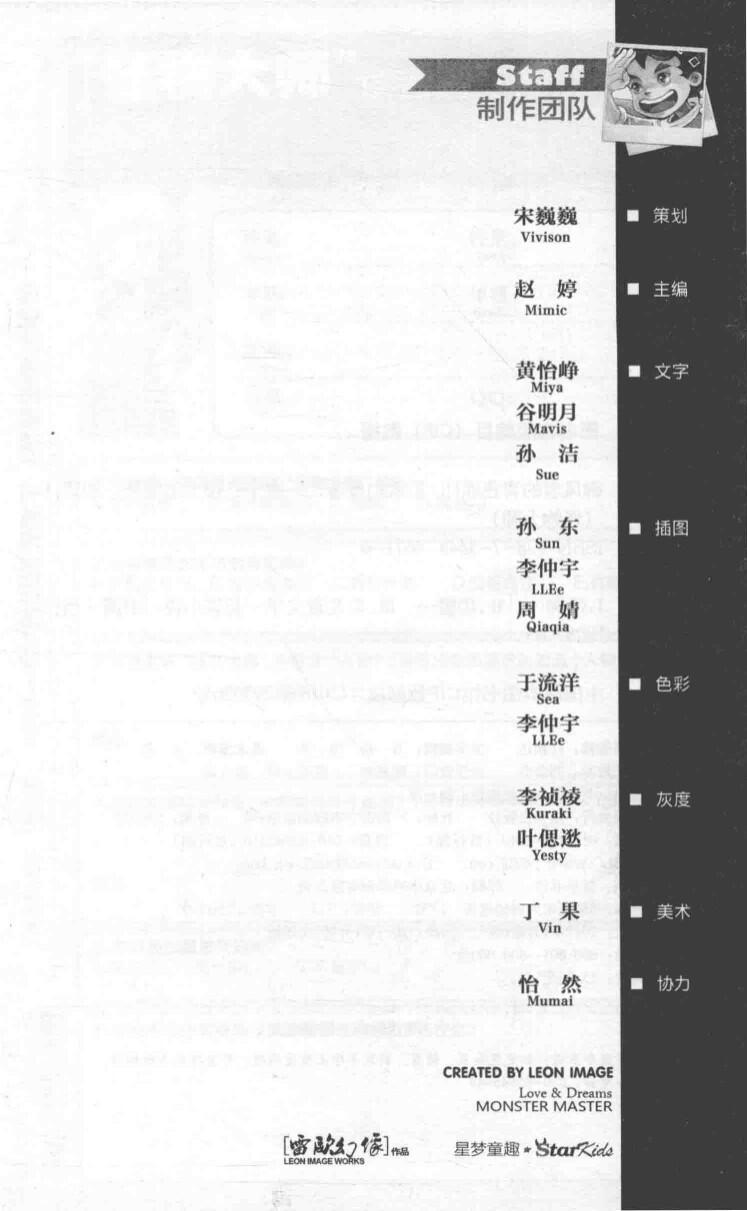 Staff
制作团队
宋巍巍
Vivison
策划
赵 婷
Mimic
主编
黄怡峥
Miya
谷明月
Mavis
孙 洁
Sue
文字
孙 东
Sun
李仲宇
LLEe
周 婧
Qiaqia
插图
于流洋
Sea
李仲宇
LLEe
色彩
李祯祾
Kuraki
叶偲逖
Yesty
灰度
丁 果
Vin
美术
怡 然
Mumai
协力
CREATED BY LEON IMAGE
Love & Dreams
MONSTER MASTER
[雷欧幻像]作品
LEON IMAGE WORKS
星梦童趣★StarKids